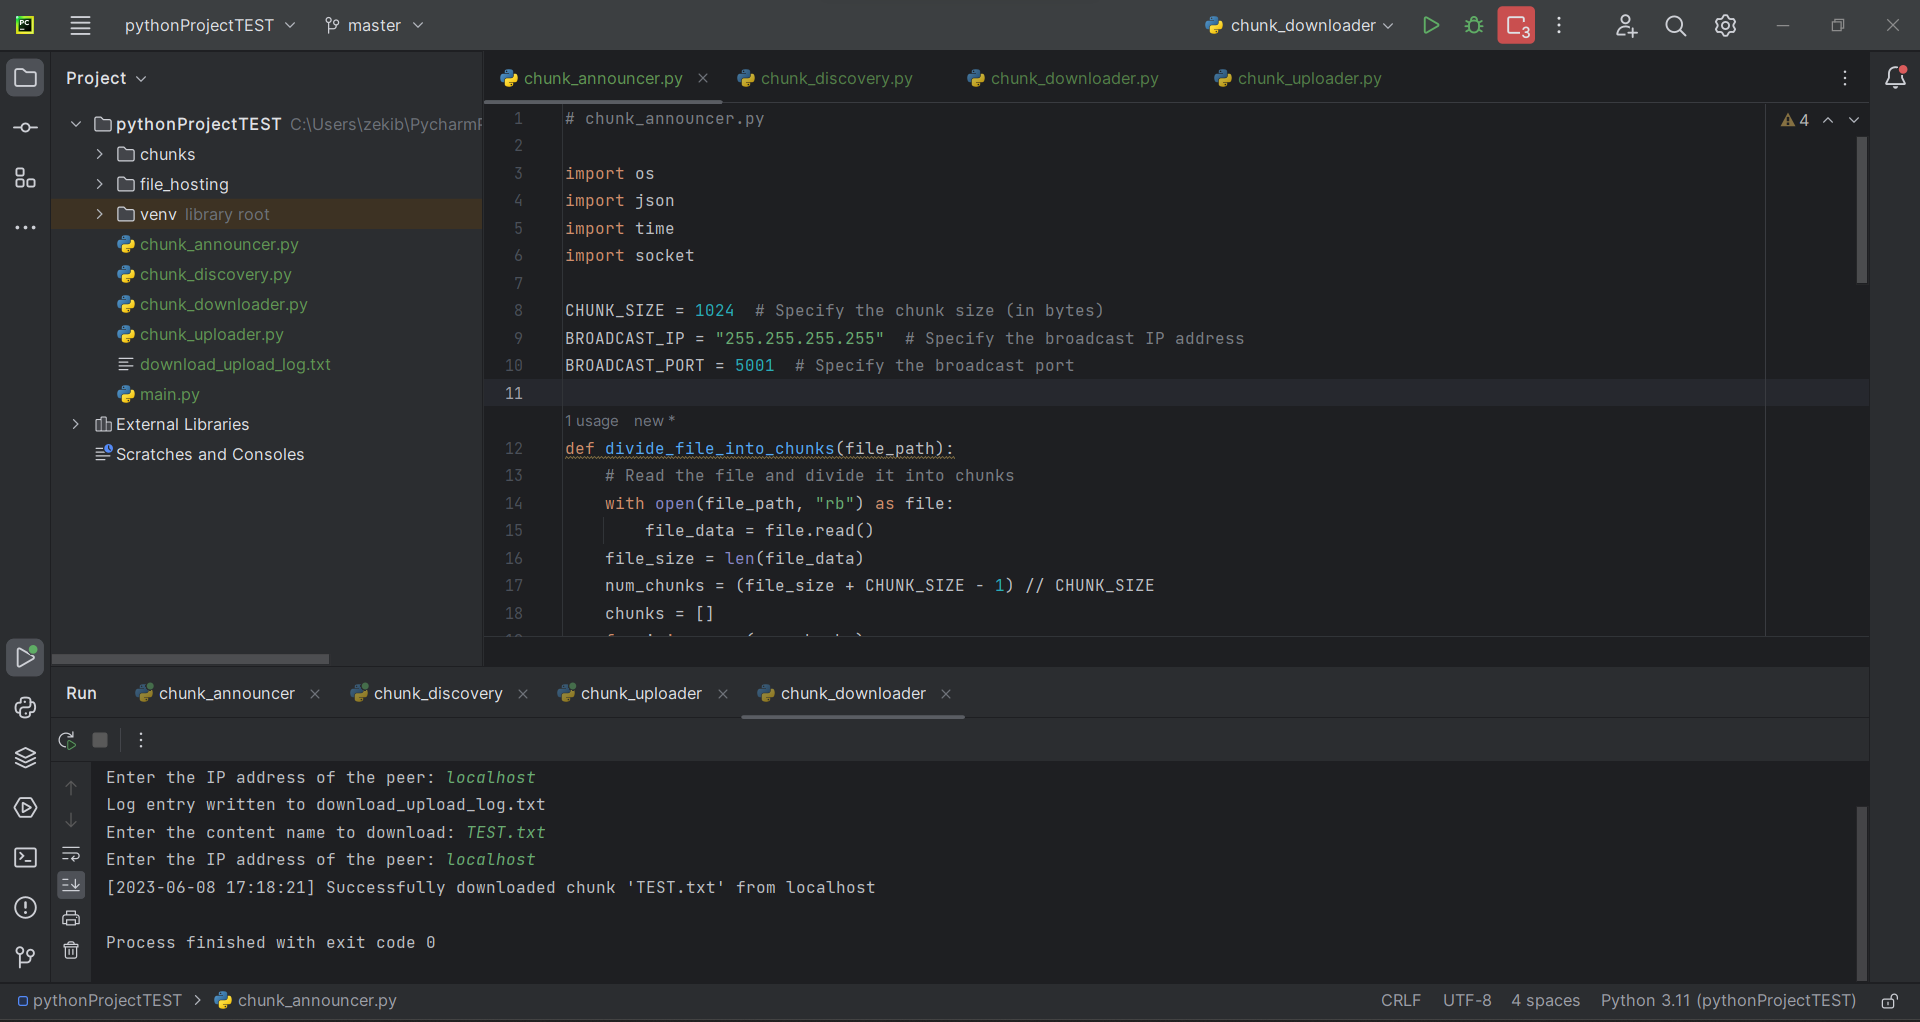 pythonProjectTEST master chunk_downloader 3
Project
chunk_announcer.py chunk_discovery.py chunk_downloader.py chunk_uploader.py
pythonProjectTEST C:\Users\zekib\Pycharm
chunks
file_hosting
venv library root
chunk_announcer.py
chunk_discovery.py
chunk_downloader.py
chunk_uploader.py
download_upload_log.txt
main.py
External Libraries
Scratches and Consoles
4
1 # chunk_announcer.py
2
3 import os
4 import json
5 import time
6 import socket
7
8 CHUNK_SIZE = 1024 # Specify the chunk size (in bytes)
9 BROADCAST_IP = "255.255.255.255" # Specify the broadcast IP address
10 BROADCAST_PORT = 5001 # Specify the broadcast port
11
1 usage new *
12 def divide_file_into_chunks(file_path):
13 # Read the file and divide it into chunks
14 with open(file_path, "rb") as file:
15 file_data = file.read()
16 file_size = len(file_data)
17 num_chunks = (file_size + CHUNK_SIZE - 1) // CHUNK_SIZE
18 chunks = []
Run chunk_announcer chunk_discovery chunk_uploader chunk_downloader
Enter the IP address of the peer: localhost
Log entry written to download_upload_log.txt
Enter the content name to download: TEST.txt
Enter the IP address of the peer: localhost
[2023-06-08 17:18:21] Successfully downloaded chunk 'TEST.txt' from localhost
Process finished with exit code 0
pythonProjectTEST > chunk_announcer.py CRLF UTF-8 4 spaces Python 3.11 (pythonProjectTEST)